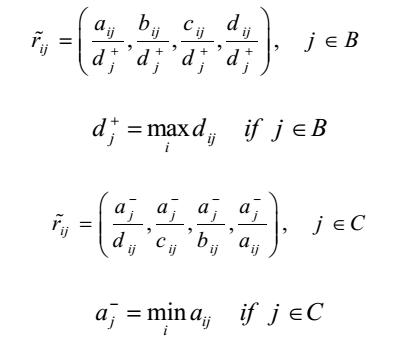 r̃_ij = ( a_ij / d_j^+ , b_ij / d_j^+ , c_ij / d_j^+ , d_ij / d_j^+ ), j ∈ B
d_j^+ = max_i d_ij if j ∈ B
r̃_ij = ( a_j^- / d_ij , a_j^- / c_ij , a_j^- / b_ij , a_j^- / a_ij ), j ∈ C
a_j^- = min_i a_ij if j ∈ C